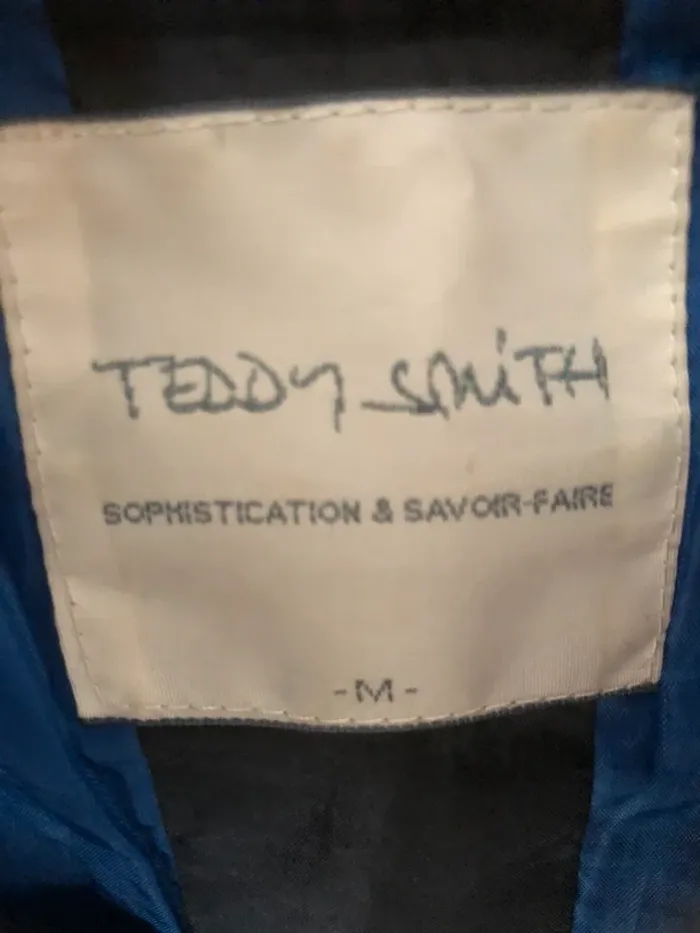 TEDDY SMiTH
SOPHISTICATION & SAVOIR-FAIRE
-M-